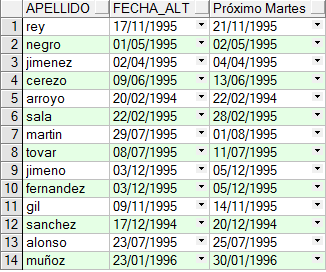 APELLIDO FECHA_ALT Próximo Martes
1 rey 17/11/1995 21/11/1995
2 negro 01/05/1995 02/05/1995
3 jimenez 02/04/1995 04/04/1995
4 cerezo 09/06/1995 13/06/1995
5 arroyo 20/02/1994 22/02/1994
6 sala 22/02/1995 28/02/1995
7 martin 29/07/1995 01/08/1995
8 tovar 08/07/1995 11/07/1995
9 jimeno 03/12/1995 05/12/1995
10 fernandez 03/12/1995 05/12/1995
11 gil 09/11/1995 14/11/1995
12 sanchez 17/12/1994 20/12/1994
13 alonso 23/07/1995 25/07/1995
14 muñoz 23/01/1996 30/01/1996